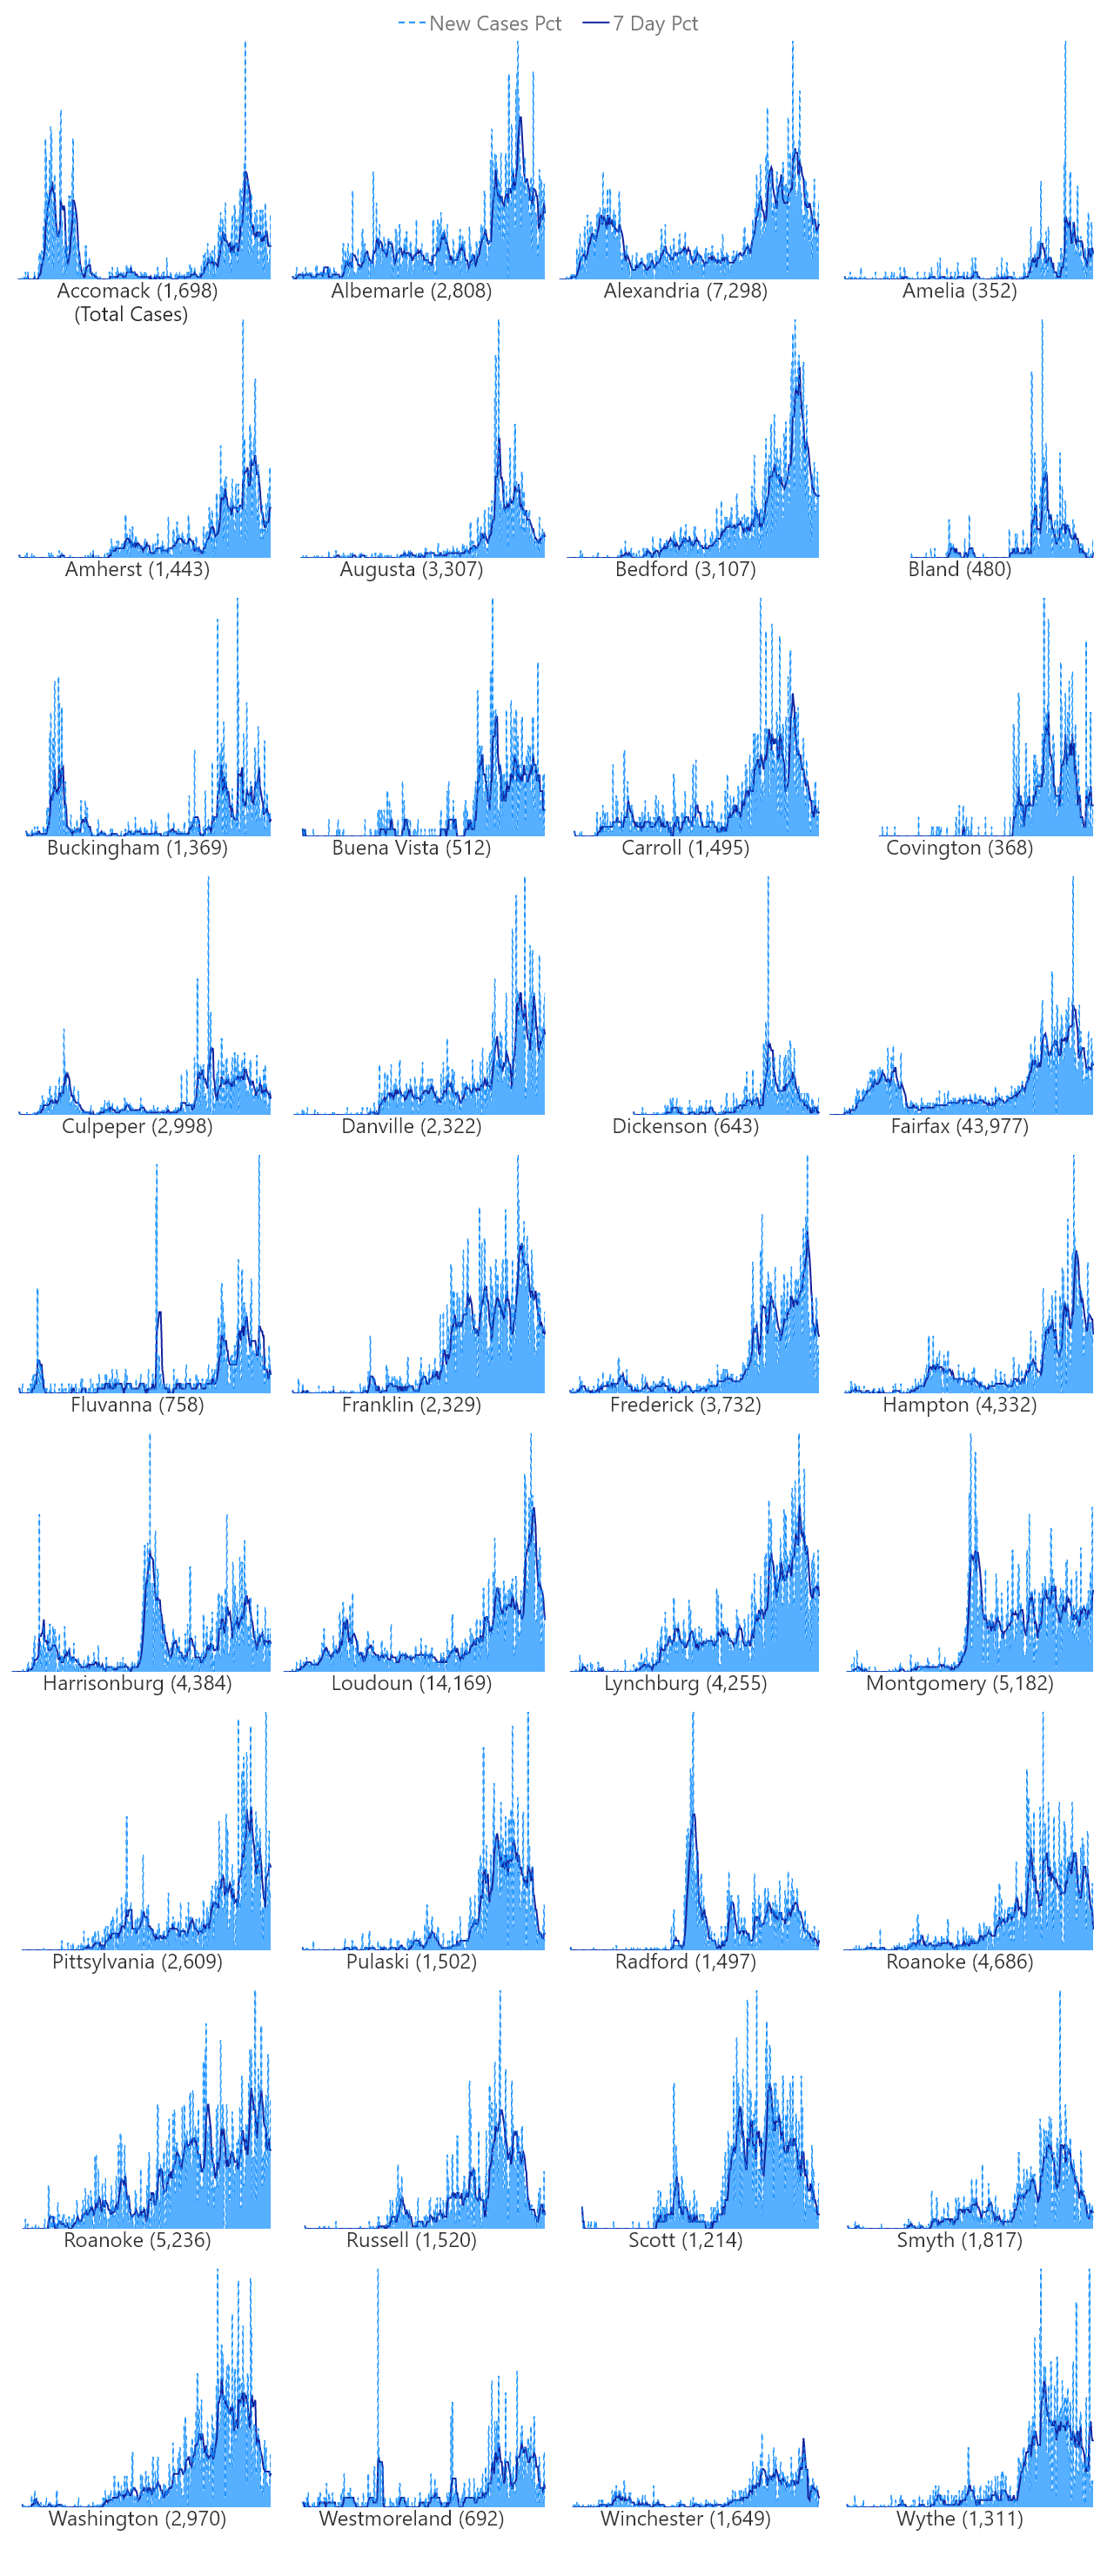 New Cases Pct 7 Day Pct
Accomack (1,698) Albemarle (2,808) Alexandria (7,298) Amelia (352)
(Total Cases)
Amherst (1,443) Augusta (3,307) Bedford (3,107) Bland (480)
Buckingham (1,369) Buena Vista (512) Carroll (1,495) Covington (368)
Culpeper (2,998) Danville (2,322) Dickenson (643) Fairfax (43,977)
Fluvanna (758) Franklin (2,329) Frederick (3,732) Hampton (4,332)
Harrisonburg (4,384) Loudoun (14,169) Lynchburg (4,255) Montgomery (5,182)
Pittsylvania (2,609) Pulaski (1,502) Radford (1,497) Roanoke (4,686)
Roanoke (5,236) Russell (1,520) Scott (1,214) Smyth (1,817)
Washington (2,970) Westmoreland (692) Winchester (1,649) Wythe (1,311)